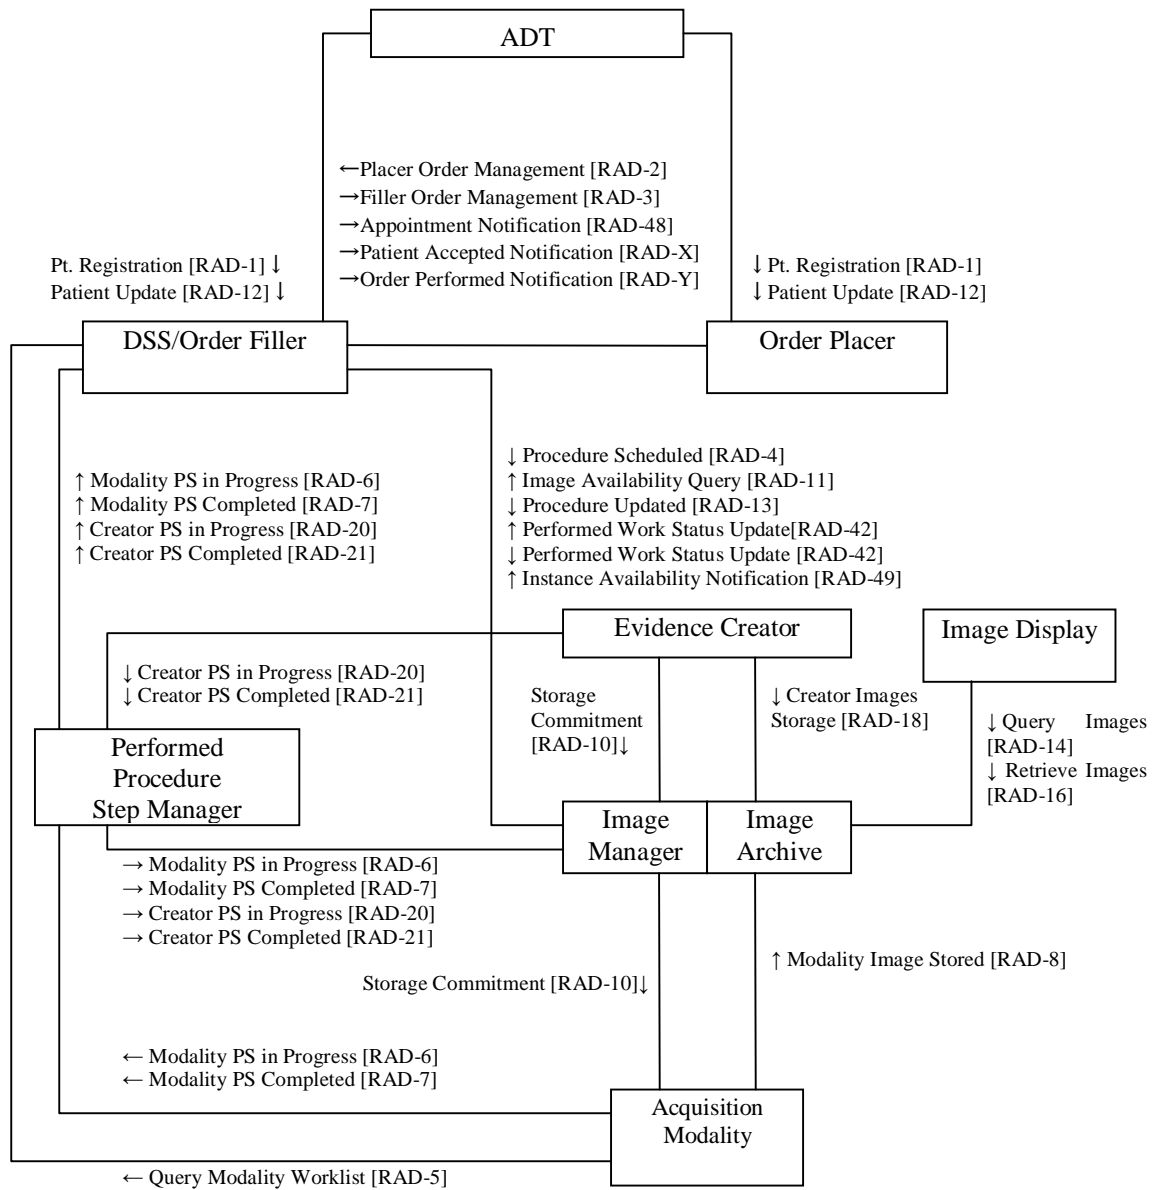 ADT
←Placer Order Management [RAD-2]
→Filler Order Management [RAD-3]
→Appointment Notification [RAD-48]
→Patient Accepted Notification [RAD-X]
→Order Performed Notification [RAD-Y]
Pt. Registration [RAD-1] ↓
Patient Update [RAD-12] ↓
↓ Pt. Registration [RAD-1]
↓ Patient Update [RAD-12]
DSS/Order Filler
Order Placer
↑ Modality PS in Progress [RAD-6]
↑ Modality PS Completed [RAD-7]
↑ Creator PS in Progress [RAD-20]
↑ Creator PS Completed [RAD-21]
↓ Procedure Scheduled [RAD-4]
↑ Image Availability Query [RAD-11]
↓ Procedure Updated [RAD-13]
↑ Performed Work Status Update[RAD-42]
↓ Performed Work Status Update [RAD-42]
↑ Instance Availability Notification [RAD-49]
Evidence Creator
Image Display
↓ Creator PS in Progress [RAD-20]
↓ Creator PS Completed [RAD-21]
Storage
Commitment
[RAD-10]↓
↓ Creator Images
Storage [RAD-18]
↓ Query Images
[RAD-14]
↓ Retrieve Images
[RAD-16]
Performed
Procedure
Step Manager
Image
Manager
Image
Archive
→ Modality PS in Progress [RAD-6]
→ Modality PS Completed [RAD-7]
→ Creator PS in Progress [RAD-20]
→ Creator PS Completed [RAD-21]
Storage Commitment [RAD-10]↓
↑ Modality Image Stored [RAD-8]
← Modality PS in Progress [RAD-6]
← Modality PS Completed [RAD-7]
Acquisition
Modality
← Query Modality Worklist [RAD-5]